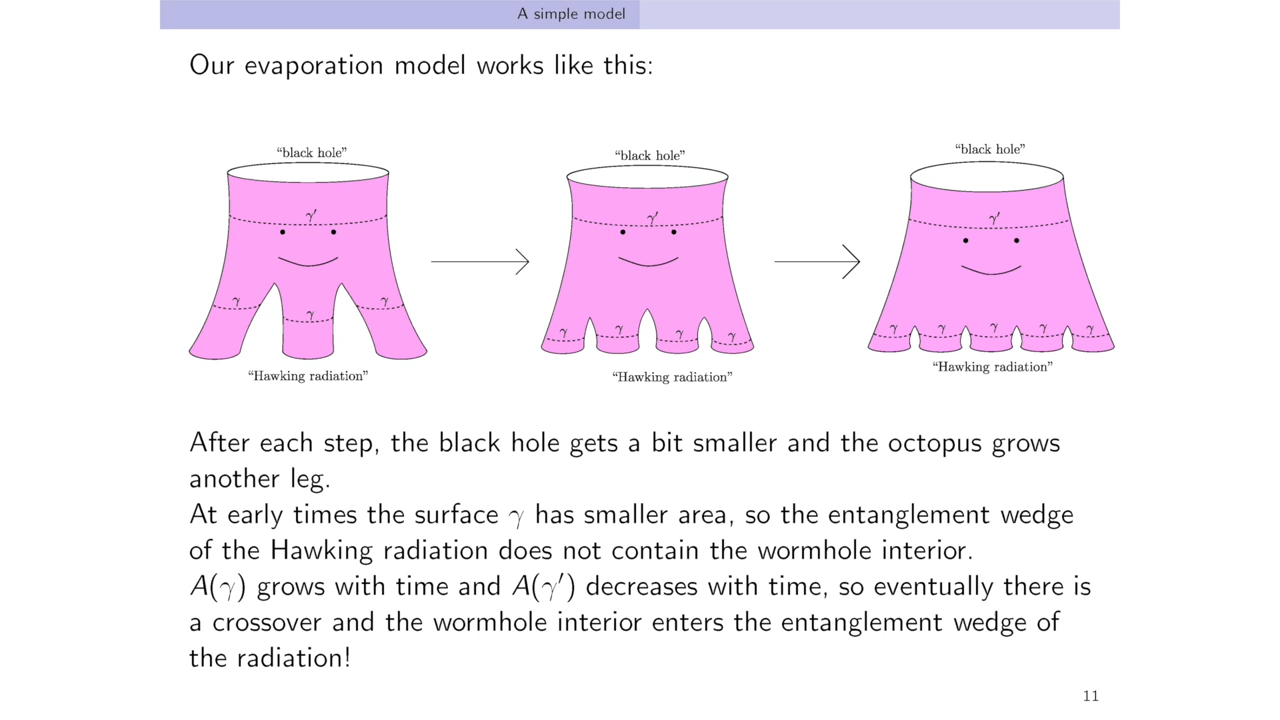 A simple model
Our evaporation model works like this:
“black hole”
“black hole”
“black hole”
γ′
γ′
γ′
γ
γ
γ
γ
γ
γ
γ
γ
γ
γ
γ
γ
“Hawking radiation”
“Hawking radiation”
“Hawking radiation”
After each step, the black hole gets a bit smaller and the octopus grows
another leg.
At early times the surface γ has smaller area, so the entanglement wedge
of the Hawking radiation does not contain the wormhole interior.
A(γ) grows with time and A(γ′) decreases with time, so eventually there is
a crossover and the wormhole interior enters the entanglement wedge of
the radiation!
11